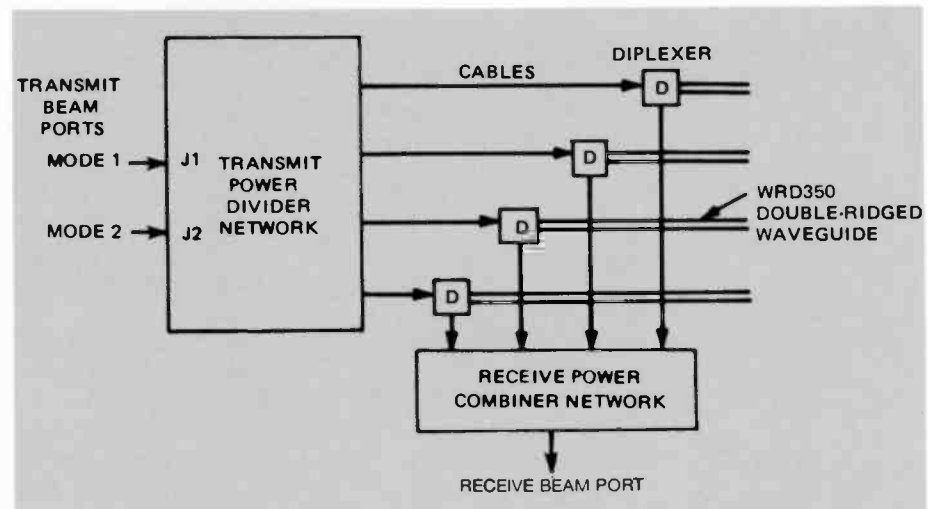 TRANSMIT
BEAM
PORTS
MODE 1
MODE 2
J1
J2
TRANSMIT
POWER
DIVIDER
NETWORK
CABLES
DIPLEXER
D
D
D
D
WRD350
DOUBLE-RIDGED
WAVEGUIDE
RECEIVE POWER
COMBINER NETWORK
RECEIVE BEAM PORT